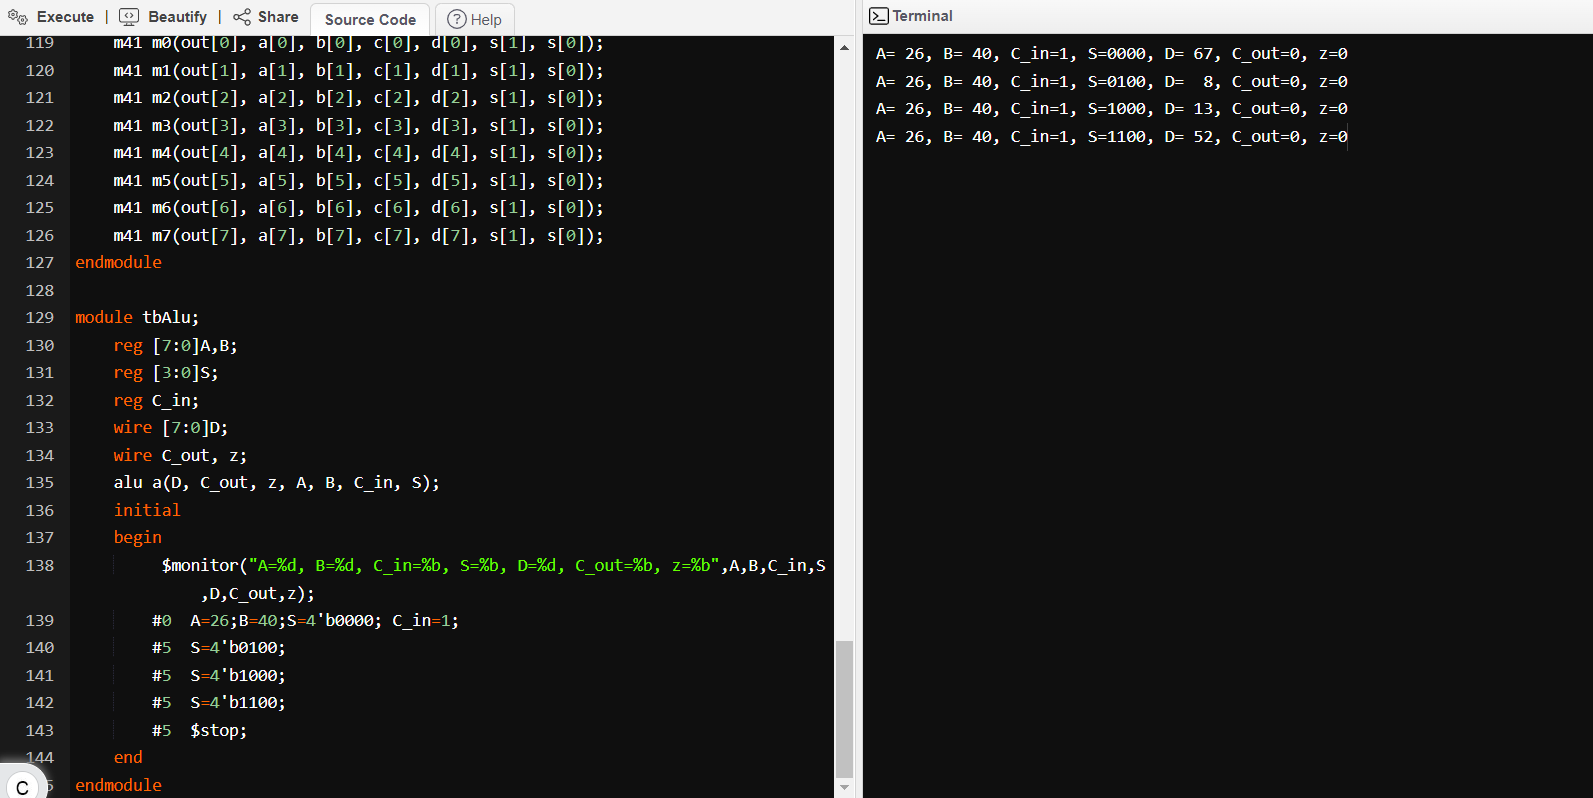 Execute | Beautify | Share Source Code ? Help
119 m41 m0(out[0], a[0], b[0], c[0], d[0], s[1], s[0]);
120 m41 m1(out[1], a[1], b[1], c[1], d[1], s[1], s[0]);
121 m41 m2(out[2], a[2], b[2], c[2], d[2], s[1], s[0]);
122 m41 m3(out[3], a[3], b[3], c[3], d[3], s[1], s[0]);
123 m41 m4(out[4], a[4], b[4], c[4], d[4], s[1], s[0]);
124 m41 m5(out[5], a[5], b[5], c[5], d[5], s[1], s[0]);
125 m41 m6(out[6], a[6], b[6], c[6], d[6], s[1], s[0]);
126 m41 m7(out[7], a[7], b[7], c[7], d[7], s[1], s[0]);
127 endmodule
128
129 module tbAlu;
130 reg [7:0]A,B;
131 reg [3:0]S;
132 reg C_in;
133 wire [7:0]D;
134 wire C_out, z;
135 alu a(D, C_out, z, A, B, C_in, S);
136 initial
137 begin
138 $monitor("A=%d, B=%d, C_in=%b, S=%b, D=%d, C_out=%b, z=%b",A,B,C_in,S
,D,C_out,z);
139 #0 A=26;B=40;S=4'b0000; C_in=1;
140 #5 S=4'b0100;
141 #5 S=4'b1000;
142 #5 S=4'b1100;
143 #5 $stop;
144 end
5 endmodule
C
Terminal
A= 26, B= 40, C_in=1, S=0000, D= 67, C_out=0, z=0
A= 26, B= 40, C_in=1, S=0100, D=  8, C_out=0, z=0
A= 26, B= 40, C_in=1, S=1000, D= 13, C_out=0, z=0
A= 26, B= 40, C_in=1, S=1100, D= 52, C_out=0, z=0